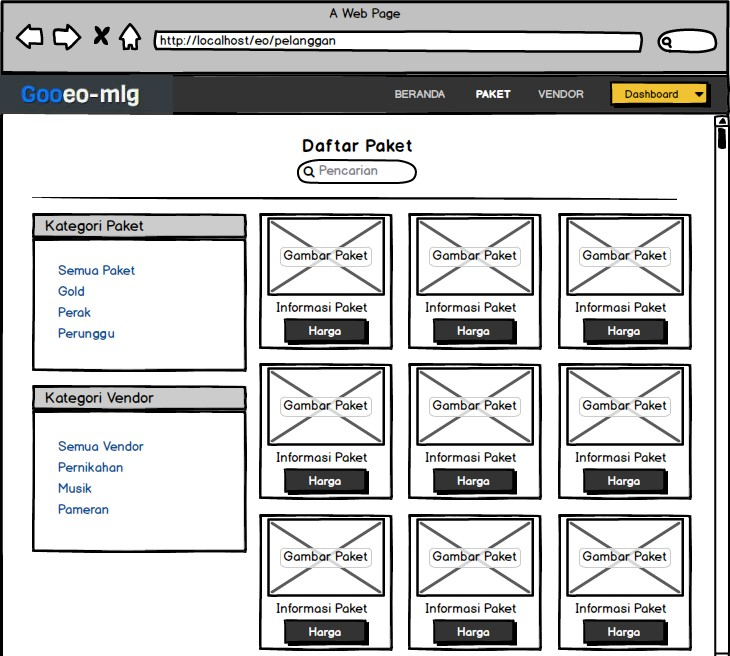 A Web Page
http://localhost/eo/pelanggan
Gooeo-mlg
BERANDA PAKET VENDOR Dashboard
Daftar Paket
Pencarian
Kategori Paket
Semua Paket
Gold
Perak
Perunggu
Kategori Vendor
Semua Vendor
Pernikahan
Musik
Pameran
Gambar Paket Gambar Paket Gambar Paket
Informasi Paket Informasi Paket Informasi Paket
Harga Harga Harga
Gambar Paket Gambar Paket Gambar Paket
Informasi Paket Informasi Paket Informasi Paket
Harga Harga Harga
Gambar Paket Gambar Paket Gambar Paket
Informasi Paket Informasi Paket Informasi Paket
Harga Harga Harga